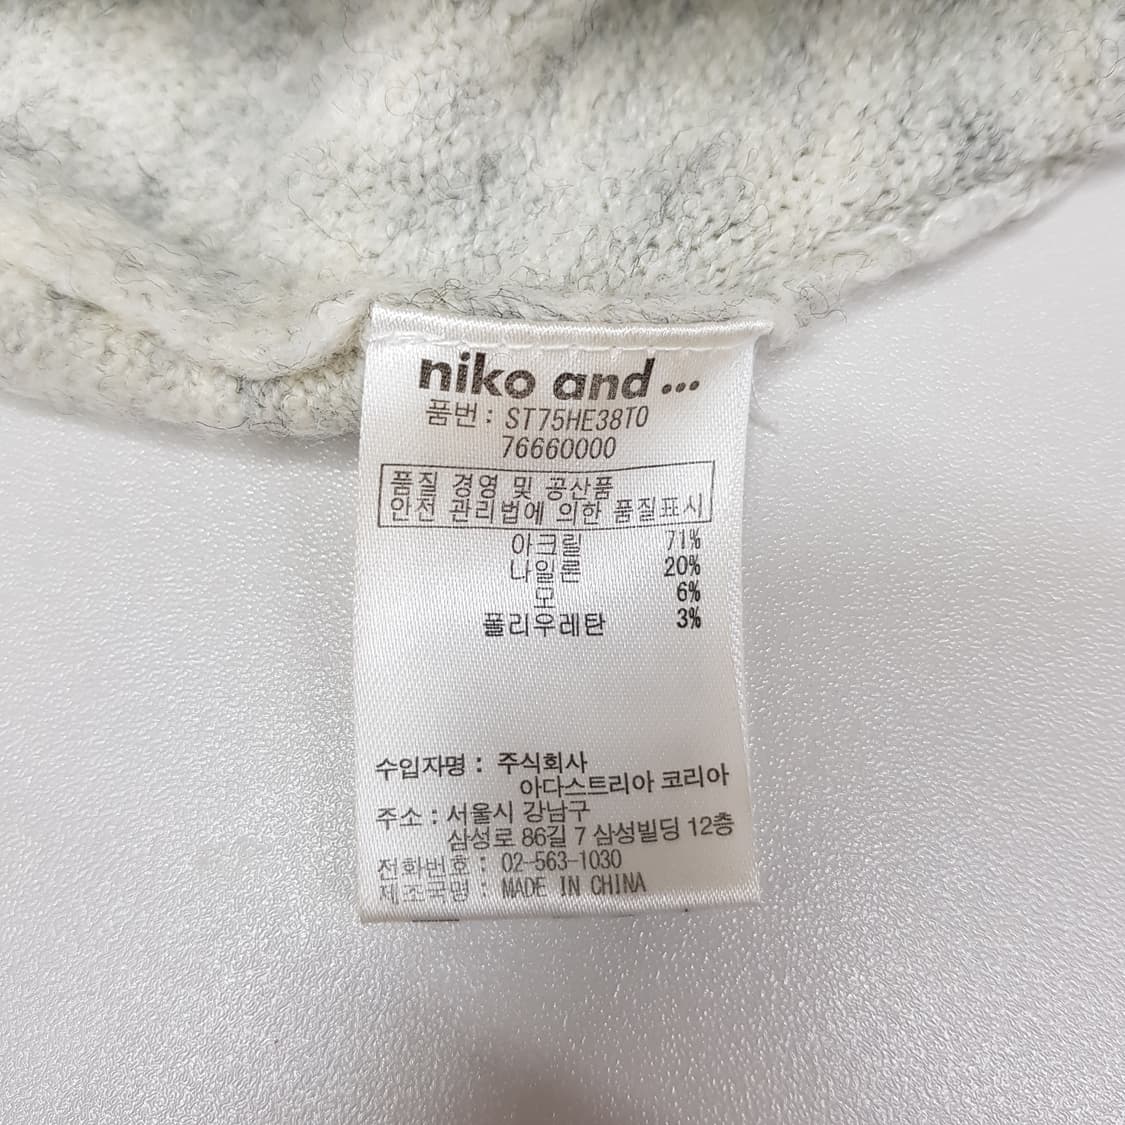 niko and...
품번 : ST75HE38T0
76660000
품질 경영 및 공산품
안전 관리법에 의한 품질표시
아크릴 71%
나일론 20%
모 6%
폴리우레탄 3%
수입자명 : 주식회사
아다스트리아 코리아
주소 : 서울시 강남구
삼성로 86길 7 삼성빌딩 12층
전화번호 : 02-563-1030
제조국명 : MADE IN CHINA